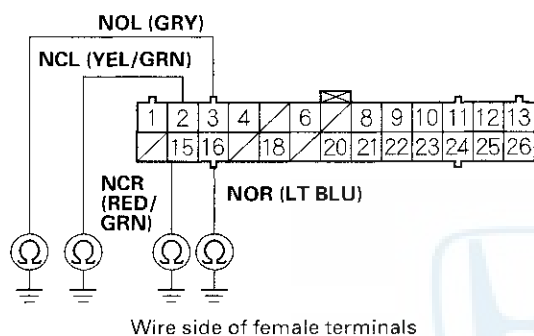 NOL (GRY)
NCL (YEL/GRN)
1 2 3 4 6 8 9 10 11 12 13
15 16 18 20 21 22 23 24 25 26
NCR
(RED/
GRN)
NOR (LT BLU)
Ω Ω Ω Ω
Wire side of female terminals